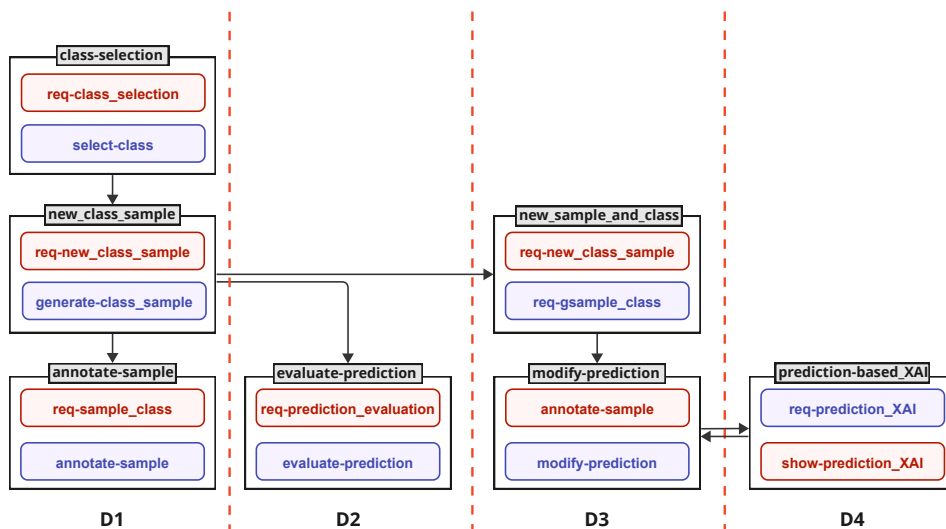 class-selection
req-class_selection
select-class
new_class_sample
req-new_class_sample
generate-class_sample
annotate-sample
req-sample_class
annotate-sample
D1
evaluate-prediction
req-prediction_evaluation
evaluate-prediction
D2
new_sample_and_class
req-new_class_sample
req-gsample_class
modify-prediction
annotate-sample
modify-prediction
D3
prediction-based_XAI
req-prediction_XAI
show-prediction_XAI
D4